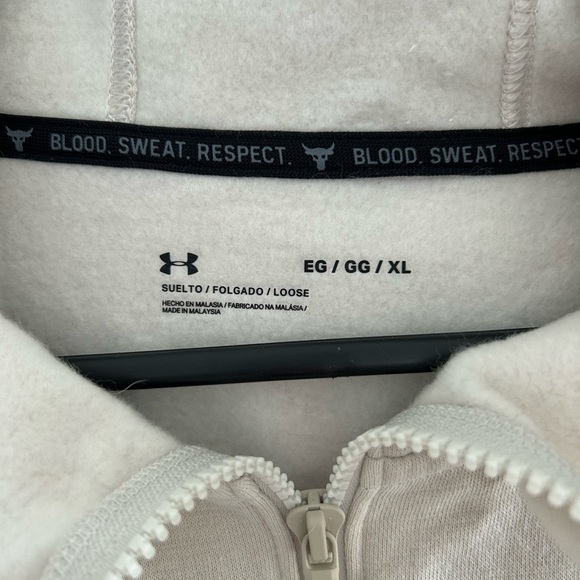 BLOOD. SWEAT. RESPECT. BLOOD. SWEAT. RESPEC
EG / GG / XL
SUELTO / FOLGADO / LOOSE
HECHO EN MALASIA / FABRICADO NA MALÁSIA /
MADE IN MALAYSIA